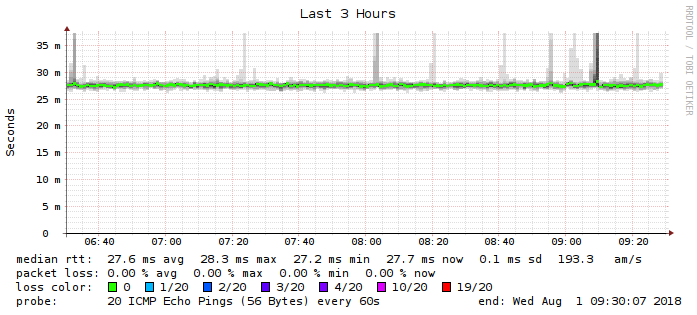 Last 3 Hours
RRDTOOL / TOBI OETIKER
Seconds
35 m
30 m
25 m
20 m
15 m
10 m
5 m
0
06:40 07:00 07:20 07:40 08:00 08:20 08:40 09:00 09:20
median rtt: 27.6 ms avg 28.3 ms max 27.2 ms min 27.7 ms now 0.1 ms sd 193.3 am/s
packet loss: 0.00 % avg 0.00 % max 0.00 % min 0.00 % now
loss color: 0 1/20 2/20 3/20 4/20 10/20 19/20
probe: 20 ICMP Echo Pings (56 Bytes) every 60s end: Wed Aug 1 09:30:07 2018